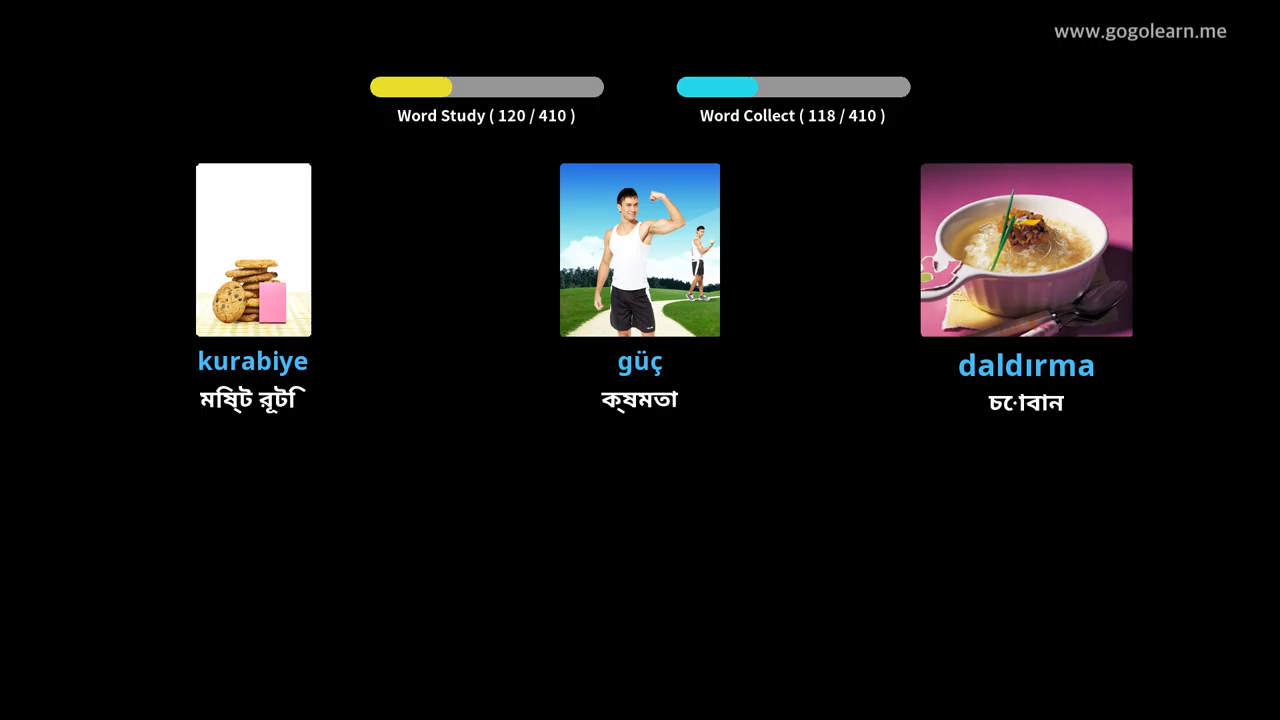 www.gogolearn.me
Word Study ( 120 / 410 )
Word Collect ( 118 / 410 )
kurabiye
güç
daldırma
মিষ্টি রূটি
ক্ষমতা
চোবান